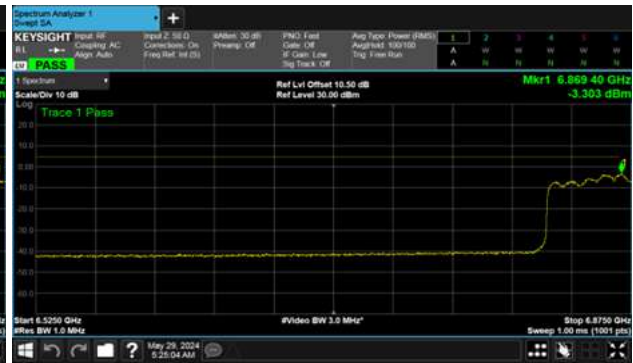 Spectrum Analyzer 1
Swept SA
+
KEYSIGHT Input: RF Input Z: 50 Ω #Atten: 30 dB PNO: Fast Avg Type: Power (RMS) 1 2 3 4 5 6
RL Coupling: AC Corrections: On Preamp: Off Gate: Off Avg|Hold: 100/100 A W W W W W
Align: Auto Freq Ref: Int (S) IF Gain: Low Trig: Free Run
Sig Track: Off A N N N N N
LV PASS
1 Spectrum Ref Lvl Offset 10.50 dB Mkr1 6.869 40 GHz
Scale/Div 10 dB Ref Level 30.00 dBm -3.303 dBm
Log
Trace 1 Pass
20.0
10.0
0.00
-10.0
-20.0
-30.0
-40.0
-50.0
-60.0
Start 6.5250 GHz #Video BW 3.0 MHz* Stop 6.8750 GHz
#Res BW 1.0 MHz Sweep 1.00 ms (1001 pts)
? May 29, 2024
5:25:04 AM